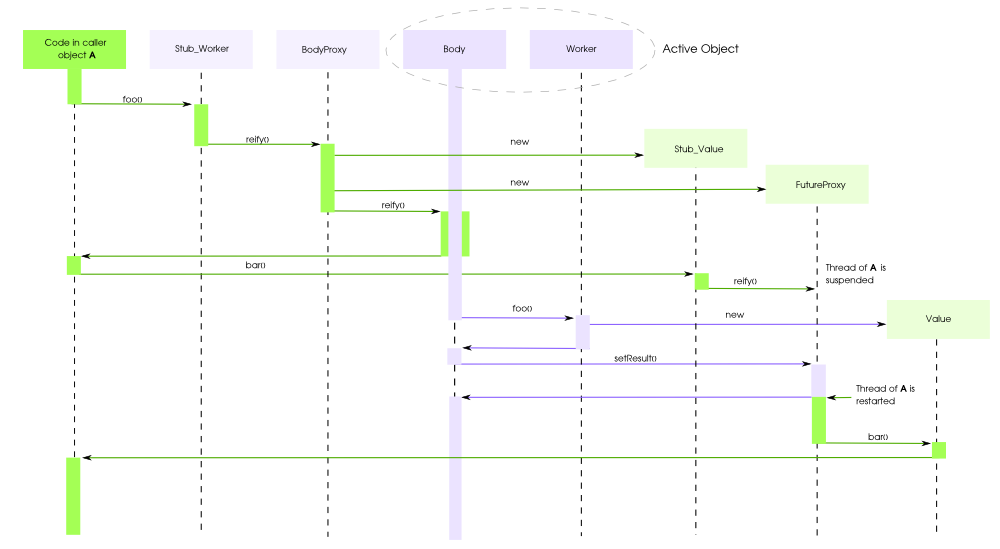 Code in caller
object A
Stub_Worker
BodyProxy
Body
Worker
Active Object
foo()
reify()
new
Stub_Value
new
FutureProxy
reify()
bar()
Thread of A is
suspended
reify()
foo()
new
Value
setResult()
Thread of A is
restarted
bar()